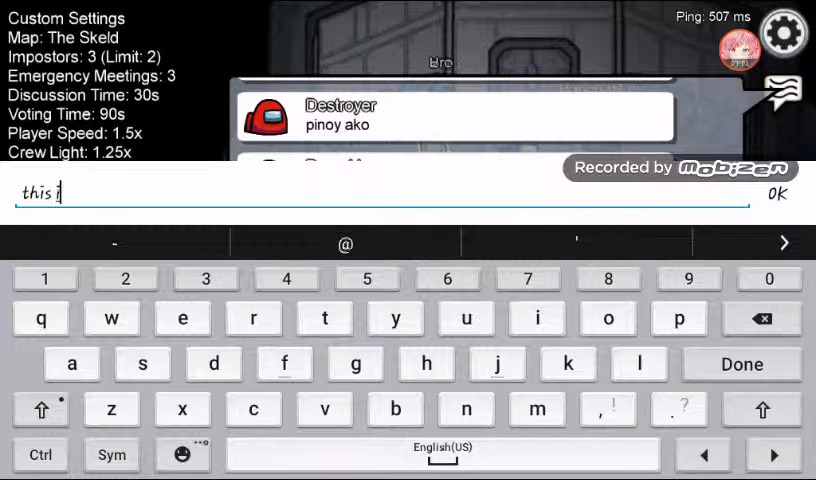 Custom Settings
Map: The Skeld
Impostors: 3 (Limit: 2)
Emergency Meetings: 3
Discussion Time: 30s
Voting Time: 90s
Player Speed: 1.5x
Crew Light: 1.25x
Ping: 507 ms
Bro
Destroyer
pinoy ako
Recorded by Mobizen
this i
OK
- @ '
1 2 3 4 5 6 7 8 9 0
q w e r t y u i o p
a s d f g h j k l Done
z x c v b n m , ! . ?
Ctrl Sym English(US)